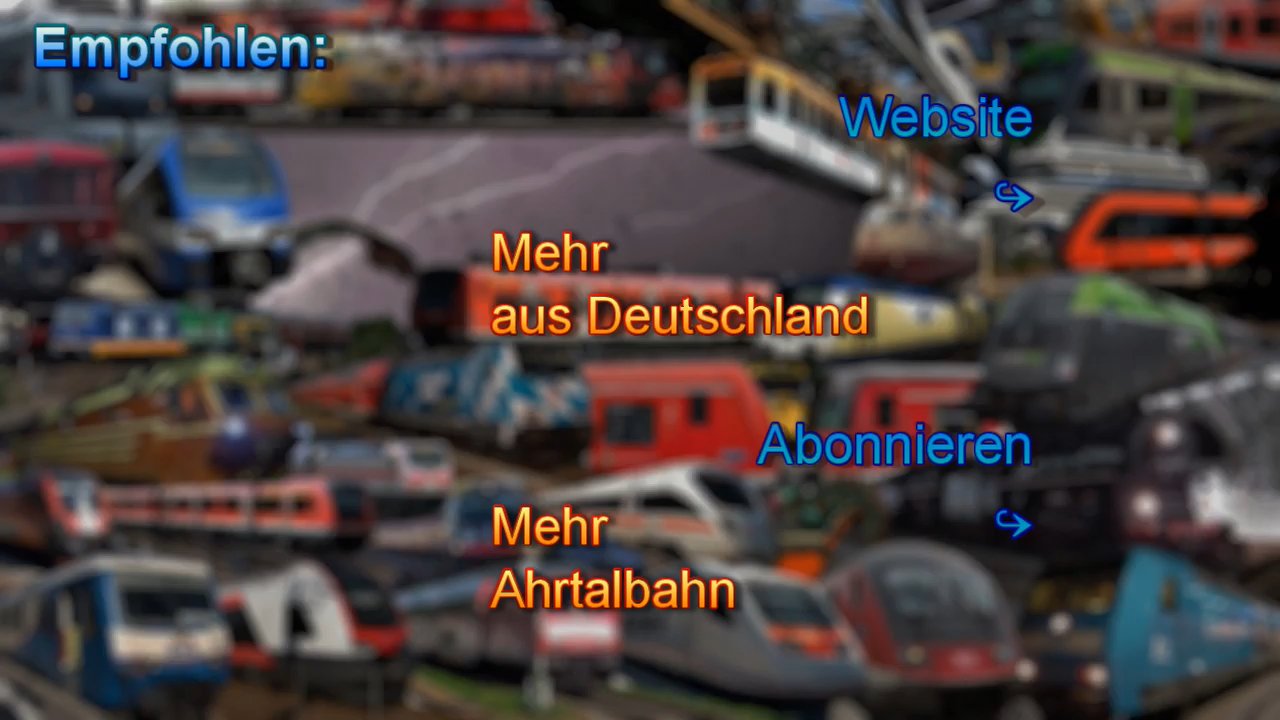 Empfohlen:
Website
Mehr
aus Deutschland
Abonnieren
Mehr
Ahrtalbahn